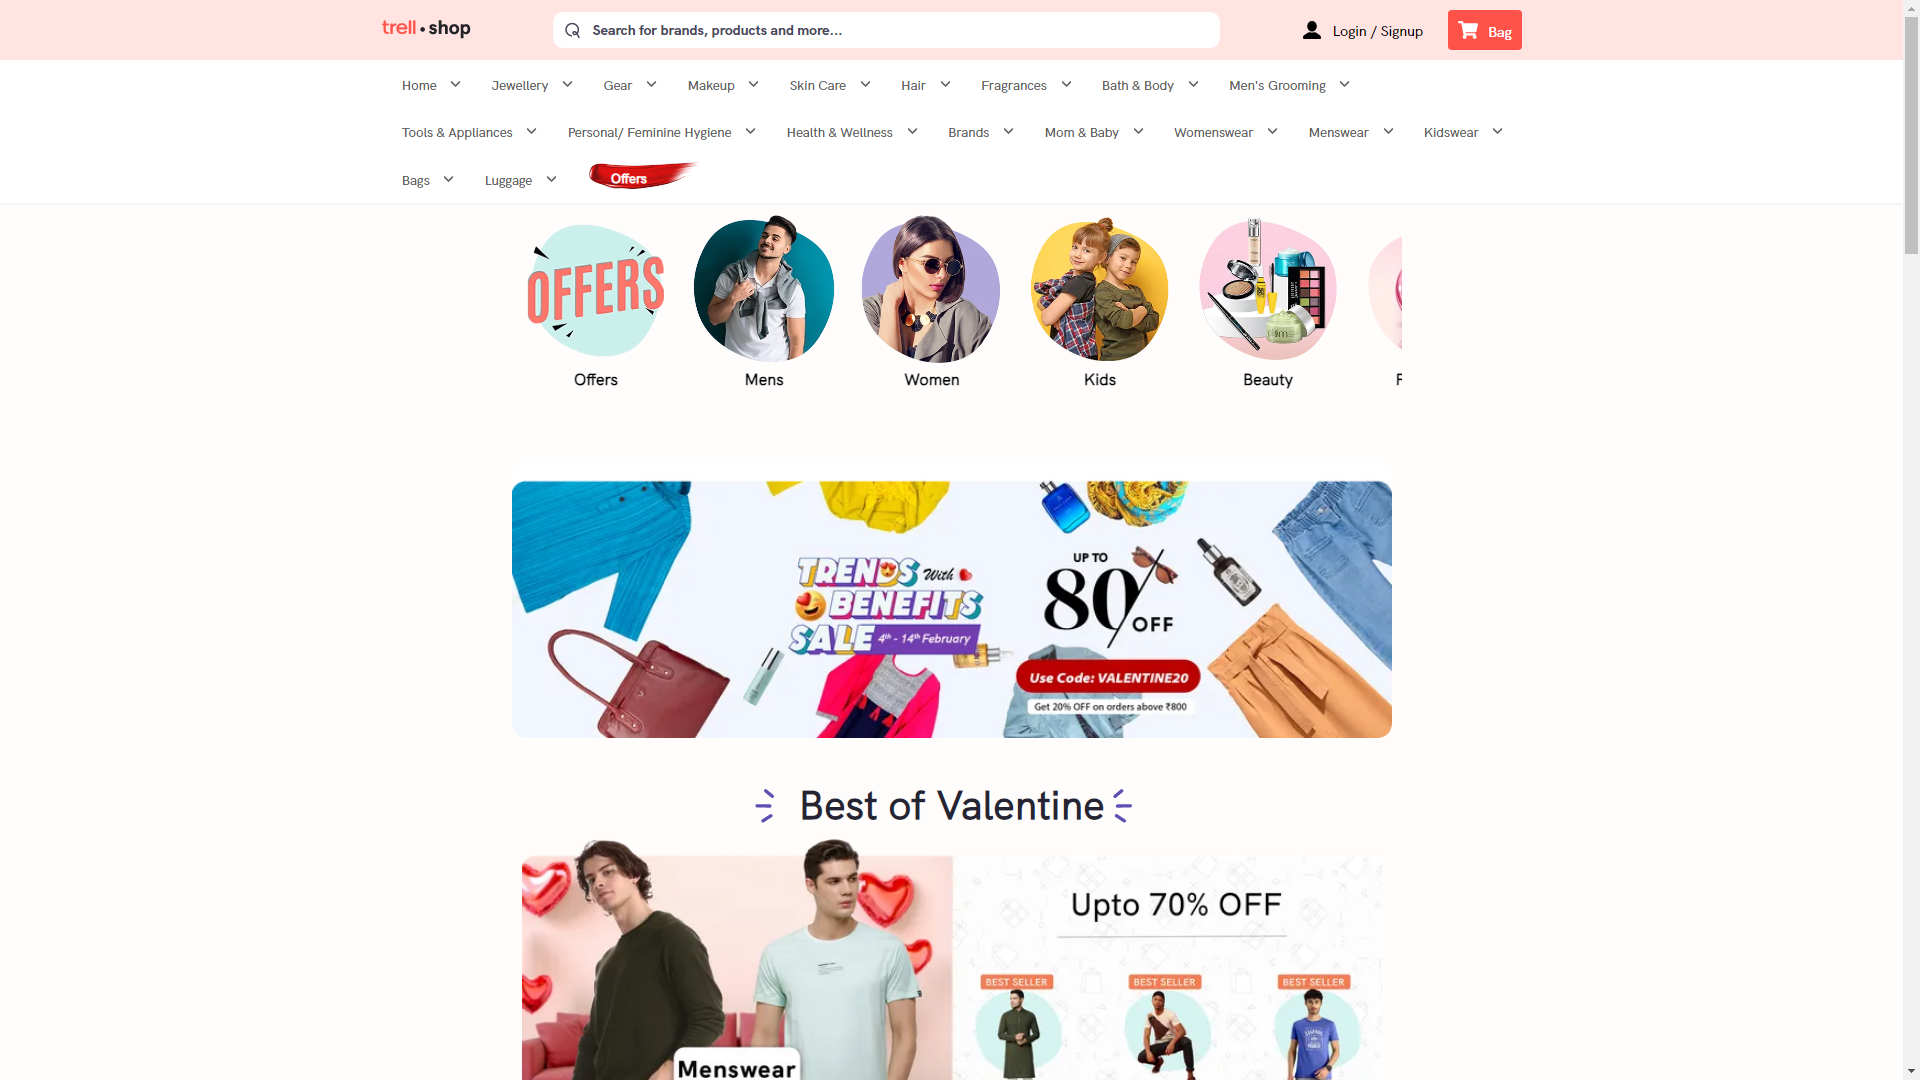 trell • shop
Search for brands, products and more...
Login / Signup
Bag
Home Jewellery Gear Makeup Skin Care Hair Fragrances Bath & Body Men's Grooming
Tools & Appliances Personal/ Feminine Hygiene Health & Wellness Brands Mom & Baby Womenswear Menswear Kidswear
Bags Luggage Offers
OFFERS
Offers Mens Women Kids Beauty F
TRENDS With
BENEFITS
SALE 4th - 14th February
UP TO
80/
OFF
Use Code: VALENTINE20
Get 20% OFF on orders above ₹800
Best of Valentine
Upto 70% OFF
BEST SELLER BEST SELLER BEST SELLER
Menswear